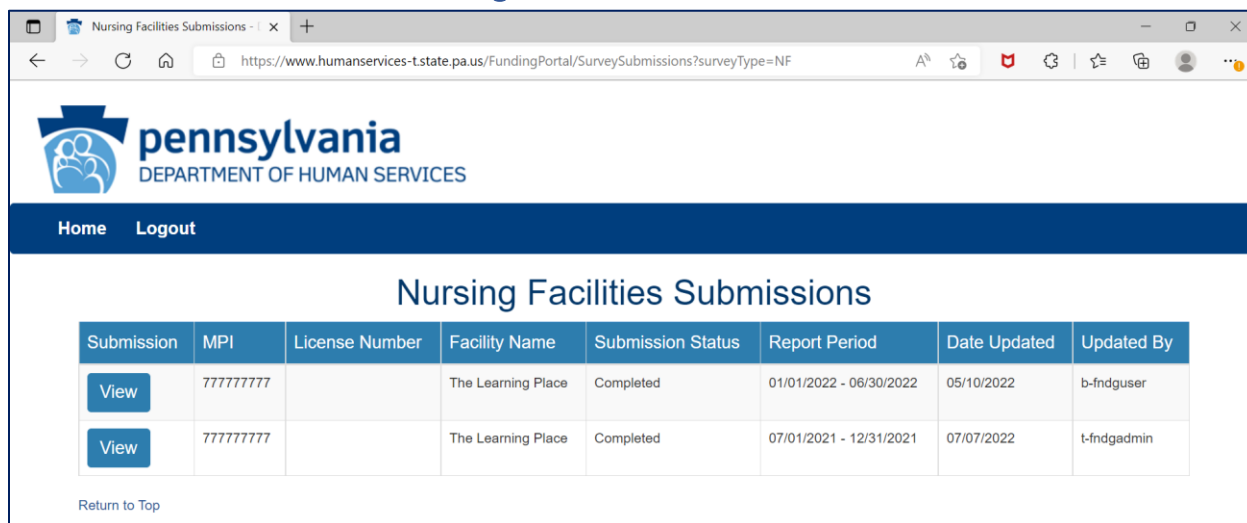 Nursing Facilities Submissions - (
https://www.humanservices-t.state.pa.us/FundingPortal/SurveySubmissions?surveyType=NF
pennsylvania
DEPARTMENT OF HUMAN SERVICES
Home Logout
Nursing Facilities Submissions
Submission MPI License Number Facility Name Submission Status Report Period Date Updated Updated By
View 777777777 The Learning Place Completed 01/01/2022 - 06/30/2022 05/10/2022 b-fndguser
View 777777777 The Learning Place Completed 07/01/2021 - 12/31/2021 07/07/2022 t-fndgadmin
Return to Top